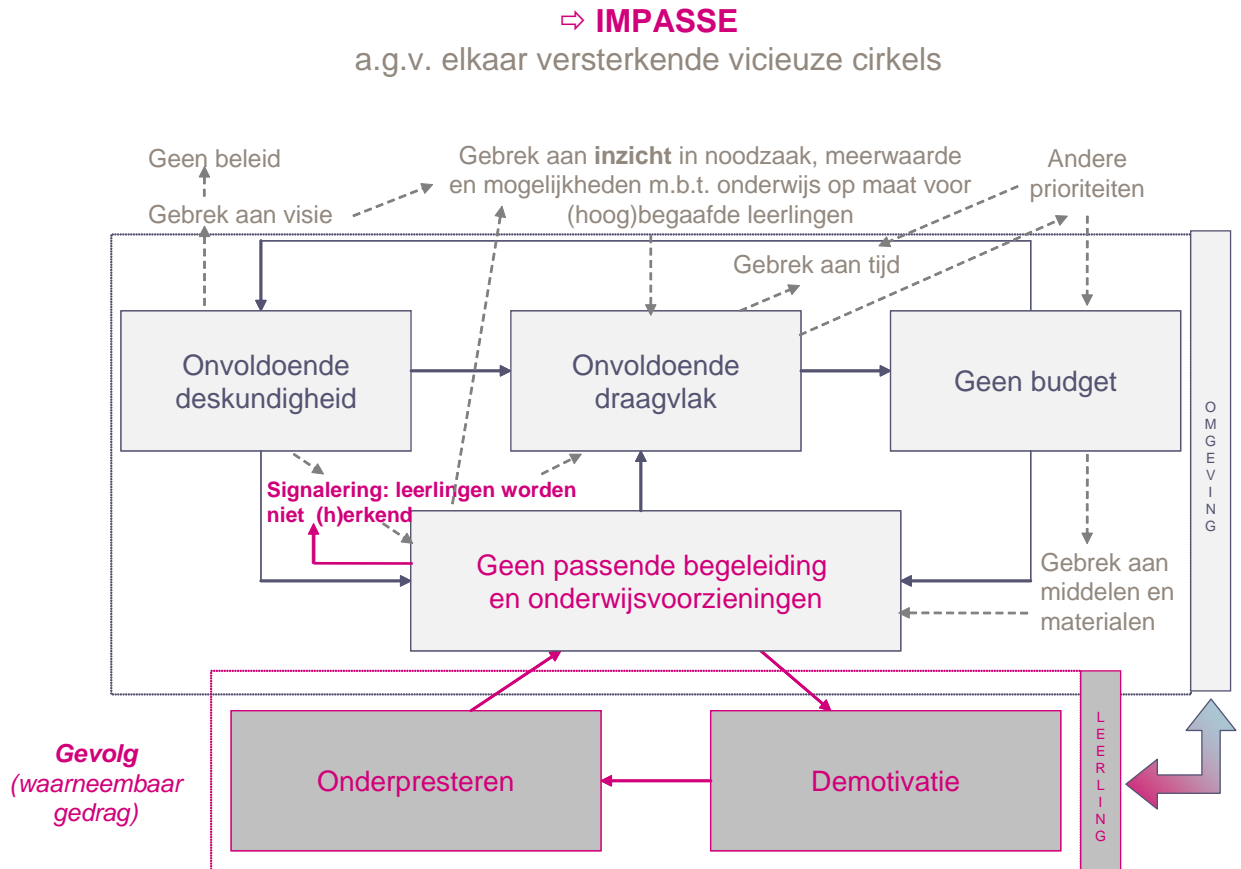 ⇨ IMPASSE
a.g.v. elkaar versterkende vicieuze cirkels
Geen beleid
Gebrek aan visie
Gebrek aan inzicht in noodzaak, meerwaarde
en mogelijkheden m.b.t. onderwijs op maat voor
(hoog)begaafde leerlingen
Andere
prioriteiten
Gebrek aan tijd
Onvoldoende
deskundigheid
Onvoldoende
draagvlak
Geen budget
OMGEVING
Signalering: leerlingen worden
niet (h)erkend
Geen passende begeleiding
en onderwijsvoorzieningen
Gebrek aan
middelen en
materialen
Gevolg
(waarneembaar
gedrag)
Onderpresteren
Demotivatie
LEERLING